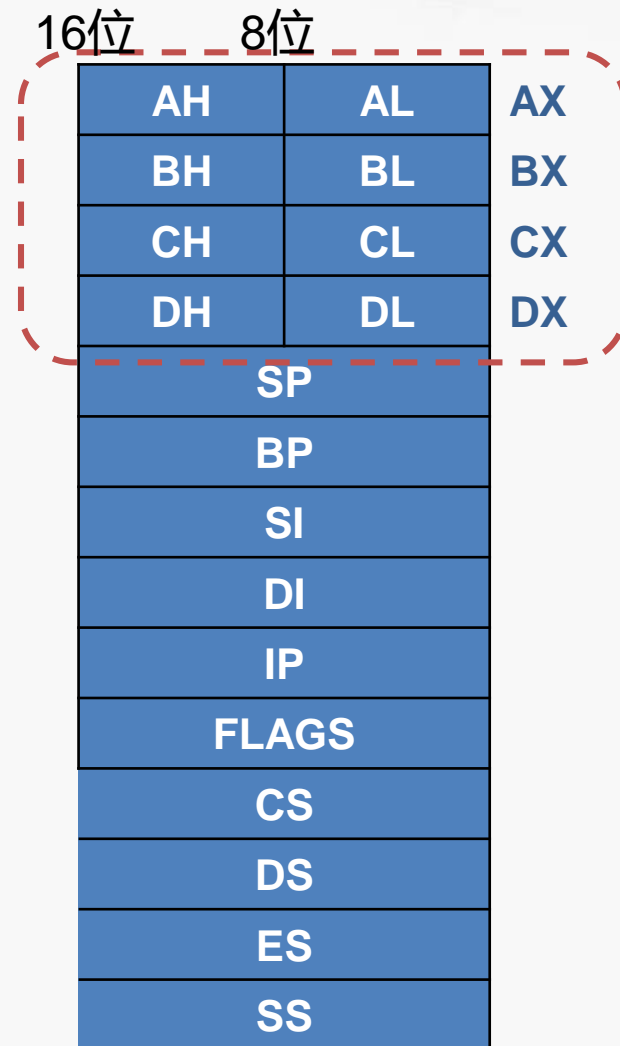 16位 8位
AH AL AX
BH BL BX
CH CL CX
DH DL DX
SP
BP
SI
DI
IP
FLAGS
CS
DS
ES
SS